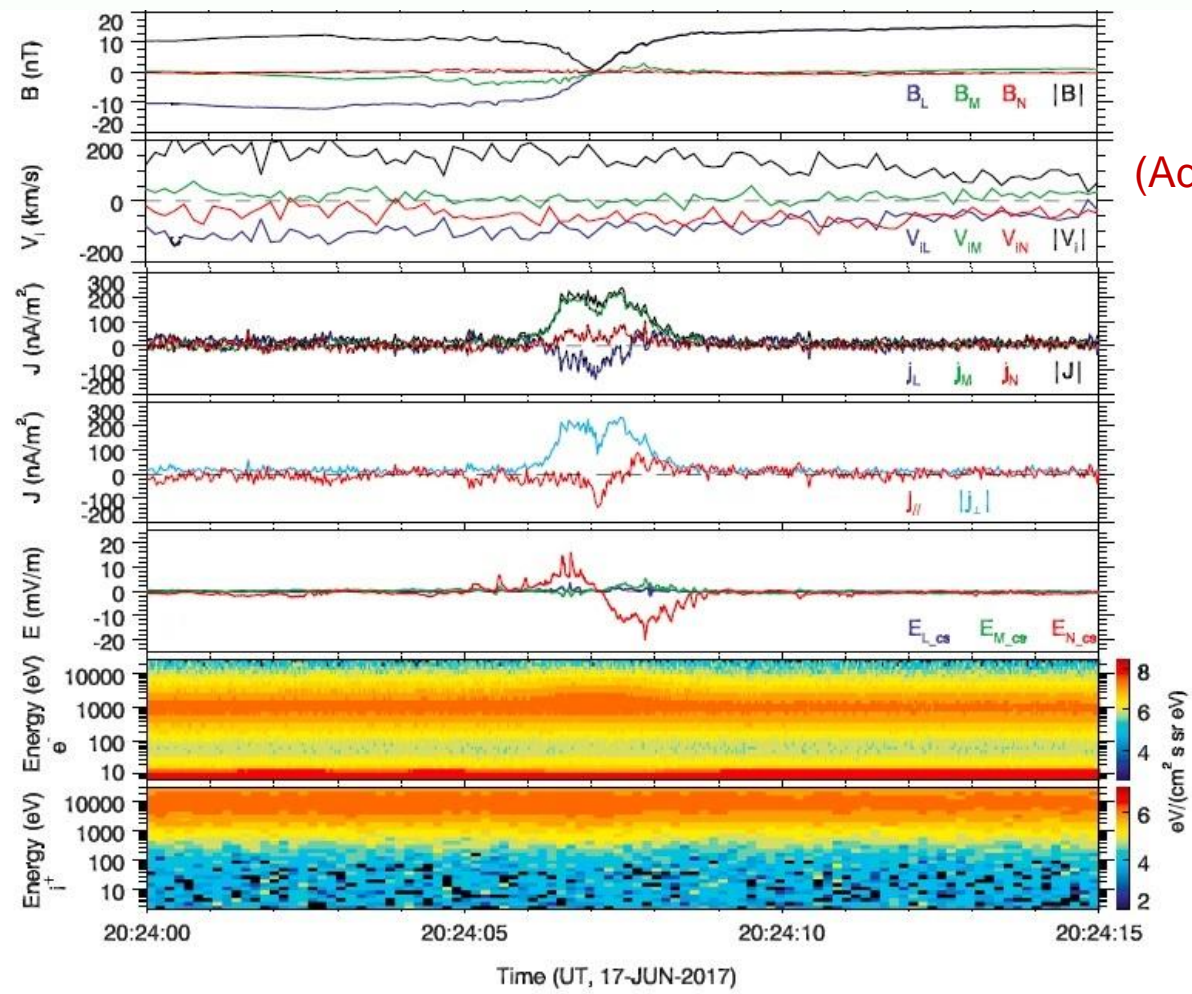 20
10
0
-10
-20
B (nT)
B_L B_M B_N |B|
200
0
-200
V_i (km/s)
V_iL V_iM V_iN |V_i|
(Ac
300
200
100
0
-100
-200
J (nA/m²)
j_L j_M j_N |J|
300
200
100
0
-100
-200
J (nA/m²)
j_// |j_⊥|
20
10
0
-10
-20
E (mV/m)
E_L_cs E_M_cs E_N_cs
10000
1000
100
10
Energy (eV)
e⁻
8
6
4
10000
1000
100
10
Energy (eV)
i⁺
6
4
2
eV/(cm² s sr eV)
20:24:00 20:24:05 20:24:10 20:24:15
Time (UT, 17-JUN-2017)